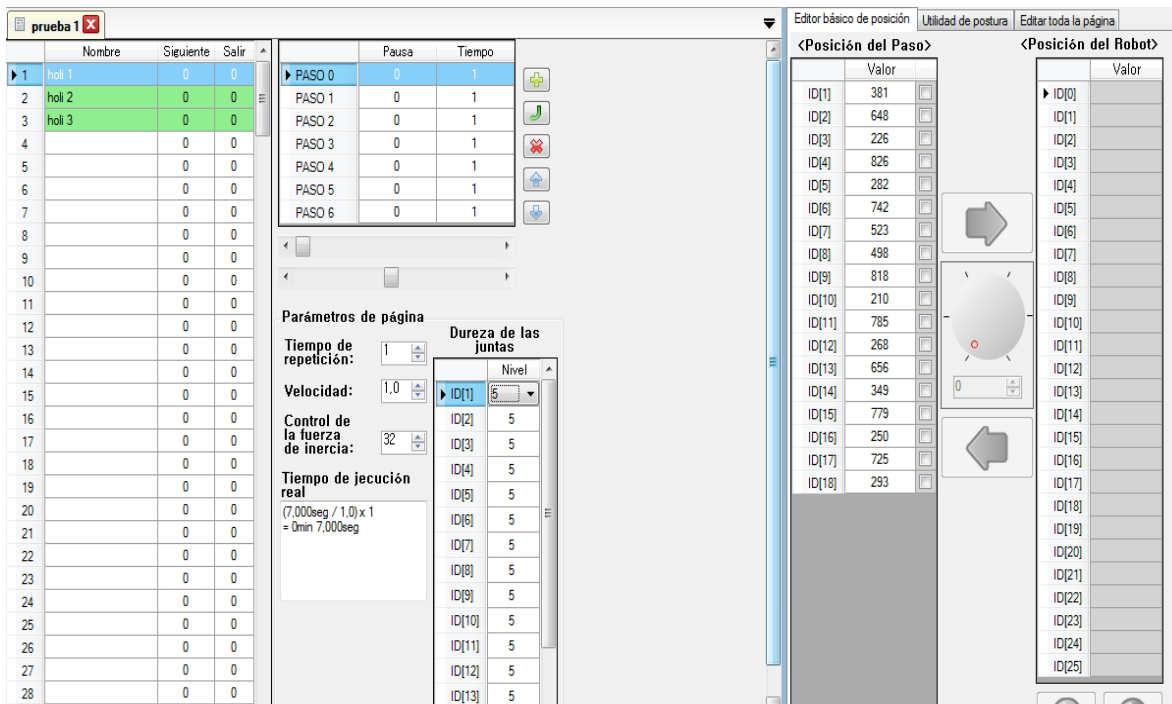 prueba 1
Nombre Siguiente Salir
1 holi 1 0 0
2 holi 2 0 0
3 holi 3 0 0
4 0 0
5 0 0
6 0 0
7 0 0
8 0 0
9 0 0
10 0 0
11 0 0
12 0 0
13 0 0
14 0 0
15 0 0
16 0 0
17 0 0
18 0 0
19 0 0
20 0 0
21 0 0
22 0 0
23 0 0
24 0 0
25 0 0
26 0 0
27 0 0
28 0 0
Pausa Tiempo
PASO 0 0 1
PASO 1 0 1
PASO 2 0 1
PASO 3 0 1
PASO 4 0 1
PASO 5 0 1
PASO 6 0 1
Parámetros de página
Tiempo de
repetición: 1
Velocidad: 1,0
Control de
la fuerza
de inercia: 32
Tiempo de jecución
real
(7,000seg / 1,0) x 1
= 0min 7,000seg
Dureza de las
juntas
Nivel
ID[1] 5
ID[2] 5
ID[3] 5
ID[4] 5
ID[5] 5
ID[6] 5
ID[7] 5
ID[8] 5
ID[9] 5
ID[10] 5
ID[11] 5
ID[12] 5
ID[13] 5
Editor básico de posición Utilidad de postura Editar toda la página
<Posición del Paso>
Valor
ID[1] 381
ID[2] 648
ID[3] 226
ID[4] 826
ID[5] 282
ID[6] 742
ID[7] 523
ID[8] 498
ID[9] 818
ID[10] 210
ID[11] 785
ID[12] 268
ID[13] 656
ID[14] 349
ID[15] 779
ID[16] 250
ID[17] 725
ID[18] 293
0
<Posición del Robot>
Valor
ID[0]
ID[1]
ID[2]
ID[3]
ID[4]
ID[5]
ID[6]
ID[7]
ID[8]
ID[9]
ID[10]
ID[11]
ID[12]
ID[13]
ID[14]
ID[15]
ID[16]
ID[17]
ID[18]
ID[19]
ID[20]
ID[21]
ID[22]
ID[23]
ID[24]
ID[25]